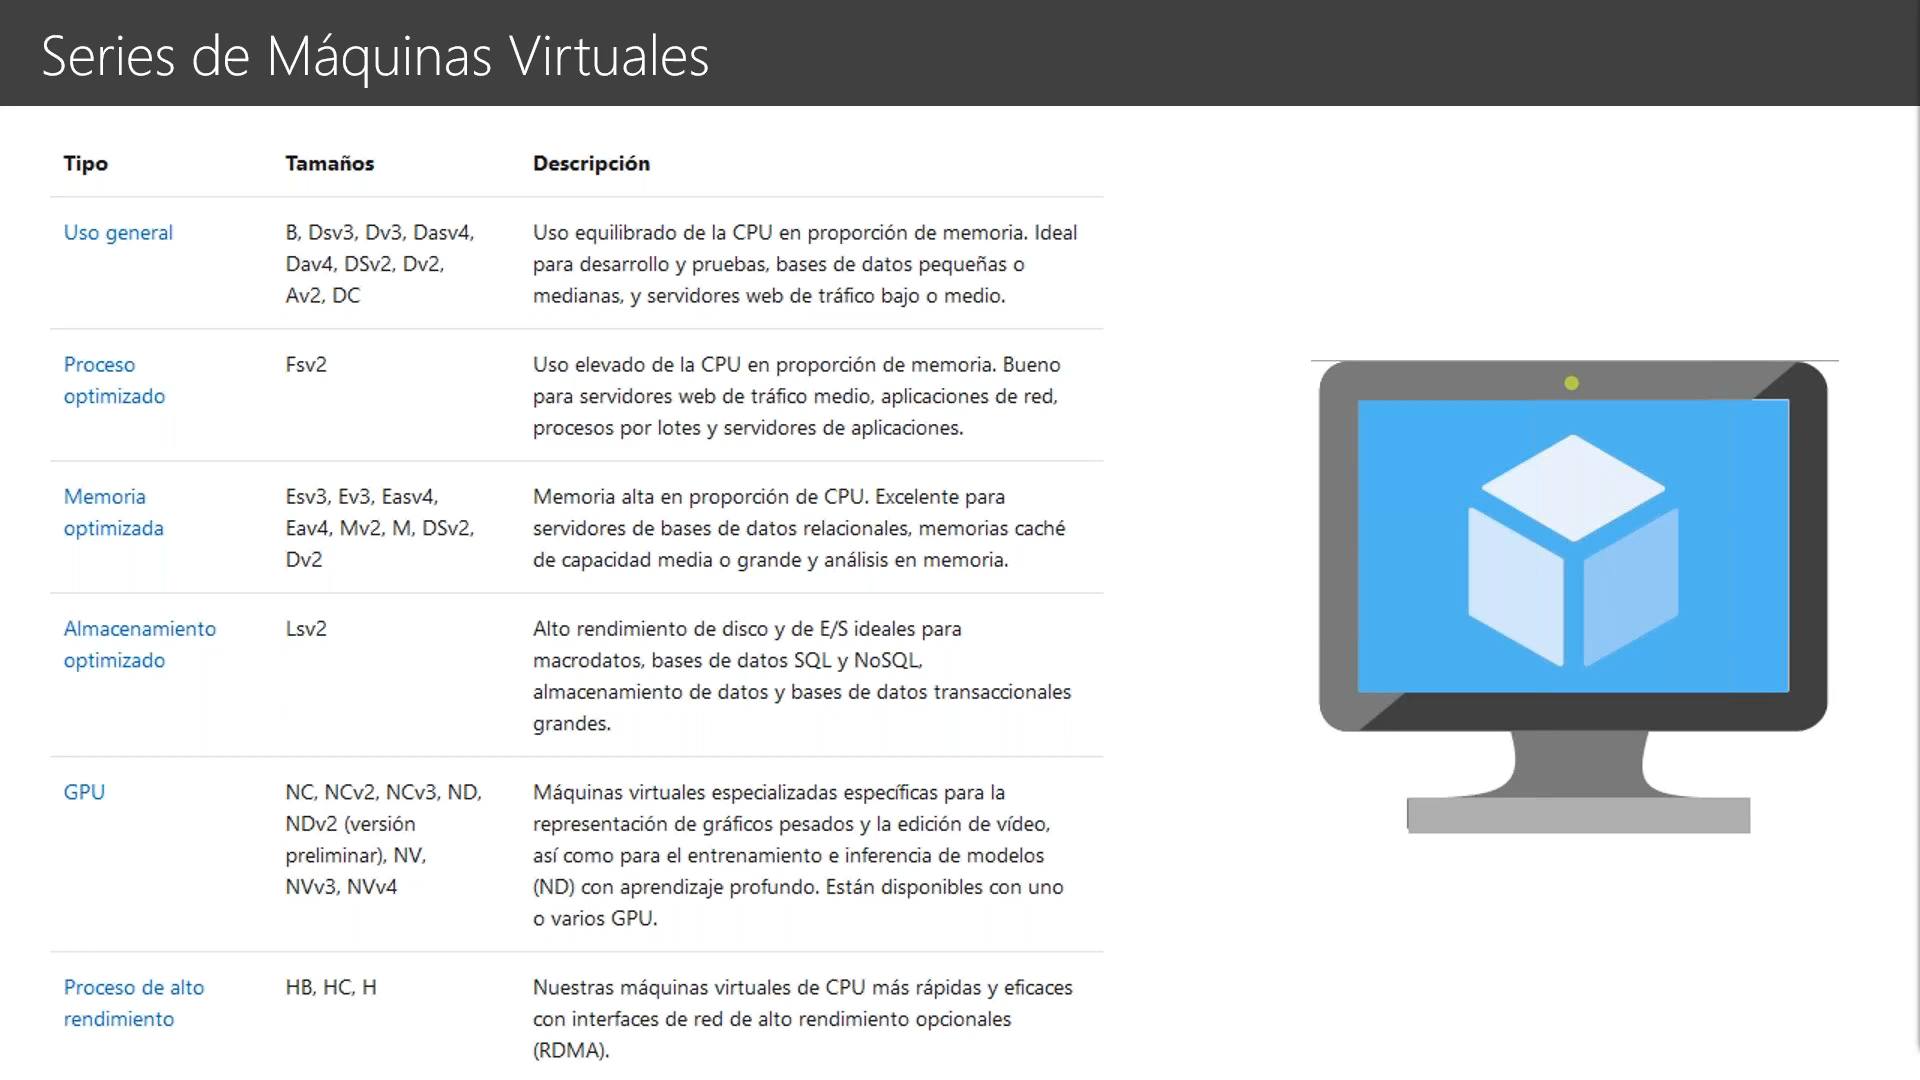 Series de Máquinas Virtuales
Tipo
Tamaños
Descripción
Uso general
B, Dsv3, Dv3, Dasv4,
Dav4, DSv2, Dv2,
Av2, DC
Uso equilibrado de la CPU en proporción de memoria. Ideal
para desarrollo y pruebas, bases de datos pequeñas o
medianas, y servidores web de tráfico bajo o medio.
Proceso
optimizado
Fsv2
Uso elevado de la CPU en proporción de memoria. Bueno
para servidores web de tráfico medio, aplicaciones de red,
procesos por lotes y servidores de aplicaciones.
Memoria
optimizada
Esv3, Ev3, Easv4,
Eav4, Mv2, M, DSv2,
Dv2
Memoria alta en proporción de CPU. Excelente para
servidores de bases de datos relacionales, memorias caché
de capacidad media o grande y análisis en memoria.
Almacenamiento
optimizado
Lsv2
Alto rendimiento de disco y de E/S ideales para
macrodatos, bases de datos SQL y NoSQL,
almacenamiento de datos y bases de datos transaccionales
grandes.
GPU
NC, NCv2, NCv3, ND,
NDv2 (versión
preliminar), NV,
NVv3, NVv4
Máquinas virtuales especializadas específicas para la
representación de gráficos pesados y la edición de vídeo,
así como para el entrenamiento e inferencia de modelos
(ND) con aprendizaje profundo. Están disponibles con uno
o varios GPU.
Proceso de alto
rendimiento
HB, HC, H
Nuestras máquinas virtuales de CPU más rápidas y eficaces
con interfaces de red de alto rendimiento opcionales
(RDMA).